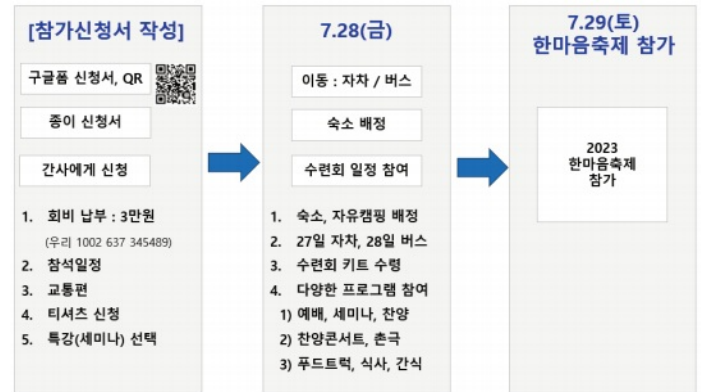 [참가신청서 작성]
구글폼 신청서, QR
종이 신청서
간사에게 신청
1. 회비 납부 : 3만원
(우리 1002 637 345489)
2. 참석일정
3. 교통편
4. 티셔츠 신청
5. 특강(세미나) 선택
7.28(금)
이동 : 자차 / 버스
숙소 배정
수련회 일정 참여
1. 숙소, 자유캠핑 배정
2. 27일 자차, 28일 버스
3. 수련회 키트 수령
4. 다양한 프로그램 참여
1) 예배, 세미나, 찬양
2) 찬양콘서트, 촌극
3) 푸드트럭, 식사, 간식
7.29(토)
한마음축제 참가
2023
한마음축제
참가